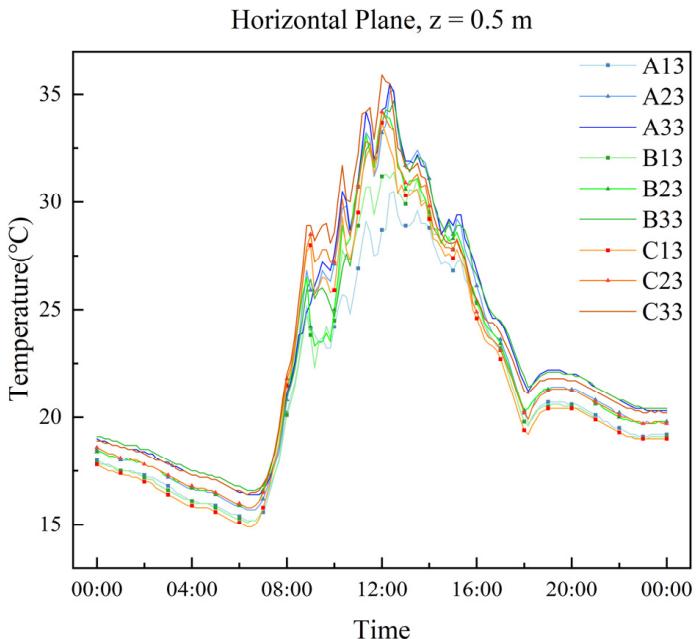 Horizontal Plane, z = 0.5 m
Temperature(℃)
35
30
25
20
15
A13
A23
A33
B13
B23
B33
C13
C23
C33
00:00 04:00 08:00 12:00 16:00 20:00 00:00
Time